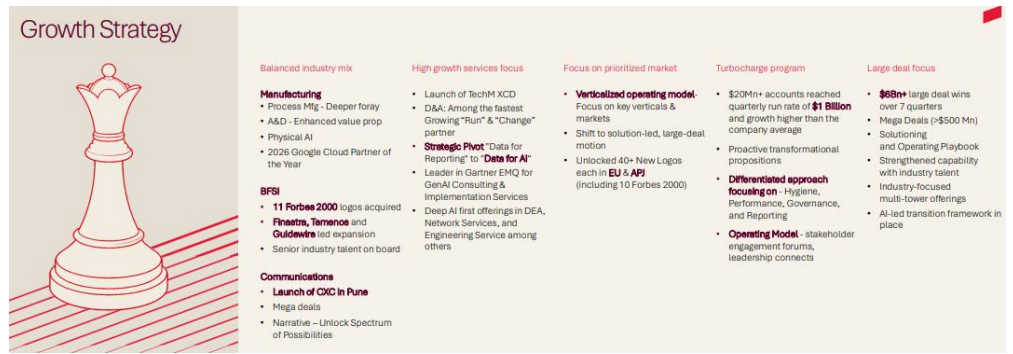 Growth Strategy
Balanced industry mix
Manufacturing
• Process Mfg - Deeper foray
• A&D - Enhanced value prop
• Physical AI
• 2026 Google Cloud Partner of
the Year
BFSI
• 11 Forbes 2000 logos acquired
• Finastra, Temenos and
Guidewire led expansion
• Senior industry talent on board
Communications
• Launch of CXC in Pune
• Mega deals
• Narrative – Unlock Spectrum
of Possibilities
High growth services focus
• Launch of TechM XCD
• D&A: Among the fastest
Growing "Run" & "Change"
partner
• Strategic Pivot "Data for
Reporting" to "Data for AI"
• Leader in Gartner EMQ for
GenAI Consulting &
Implementation Services
• Deep AI first offerings in DEA,
Network Services, and
Engineering Service among
others
Focus on prioritized market
• Verticalized operating model-
Focus on key verticals &
markets
• Shift to solution-led, large-deal
motion
• Unlocked 40+ New Logos
each in EU & APJ
(including 10 Forbes 2000)
Turbocharge program
• $20Mn+ accounts reached
quarterly run rate of $1 Billion
and growth higher than the
company average
• Proactive transformational
propositions
• Differentiated approach
focusing on - Hygiene,
Performance, Governance,
and Reporting
• Operating Model - stakeholder
engagement forums,
leadership connects
Large deal focus
• $6Bn+ large deal wins
over 7 quarters
• Mega Deals (>$500 Mn)
• Solutioning
and Operating Playbook
• Strengthened capability
with industry talent
• Industry-focused
multi-tower offerings
• AI-led transition framework in
place